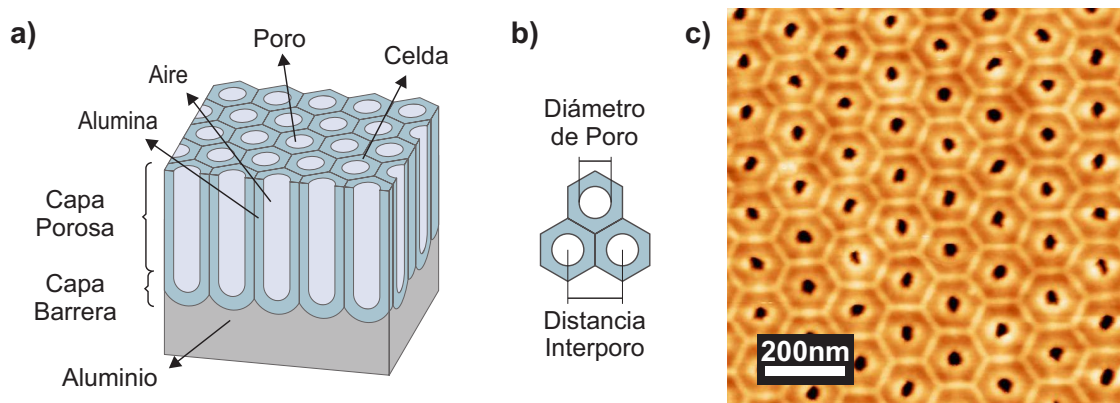 a)
Poro
Aire
Celda
Alumina
Capa
Porosa
Capa
Barrera
Aluminio
b)
Diámetro
de Poro
Distancia
Interporo
c)
200nm